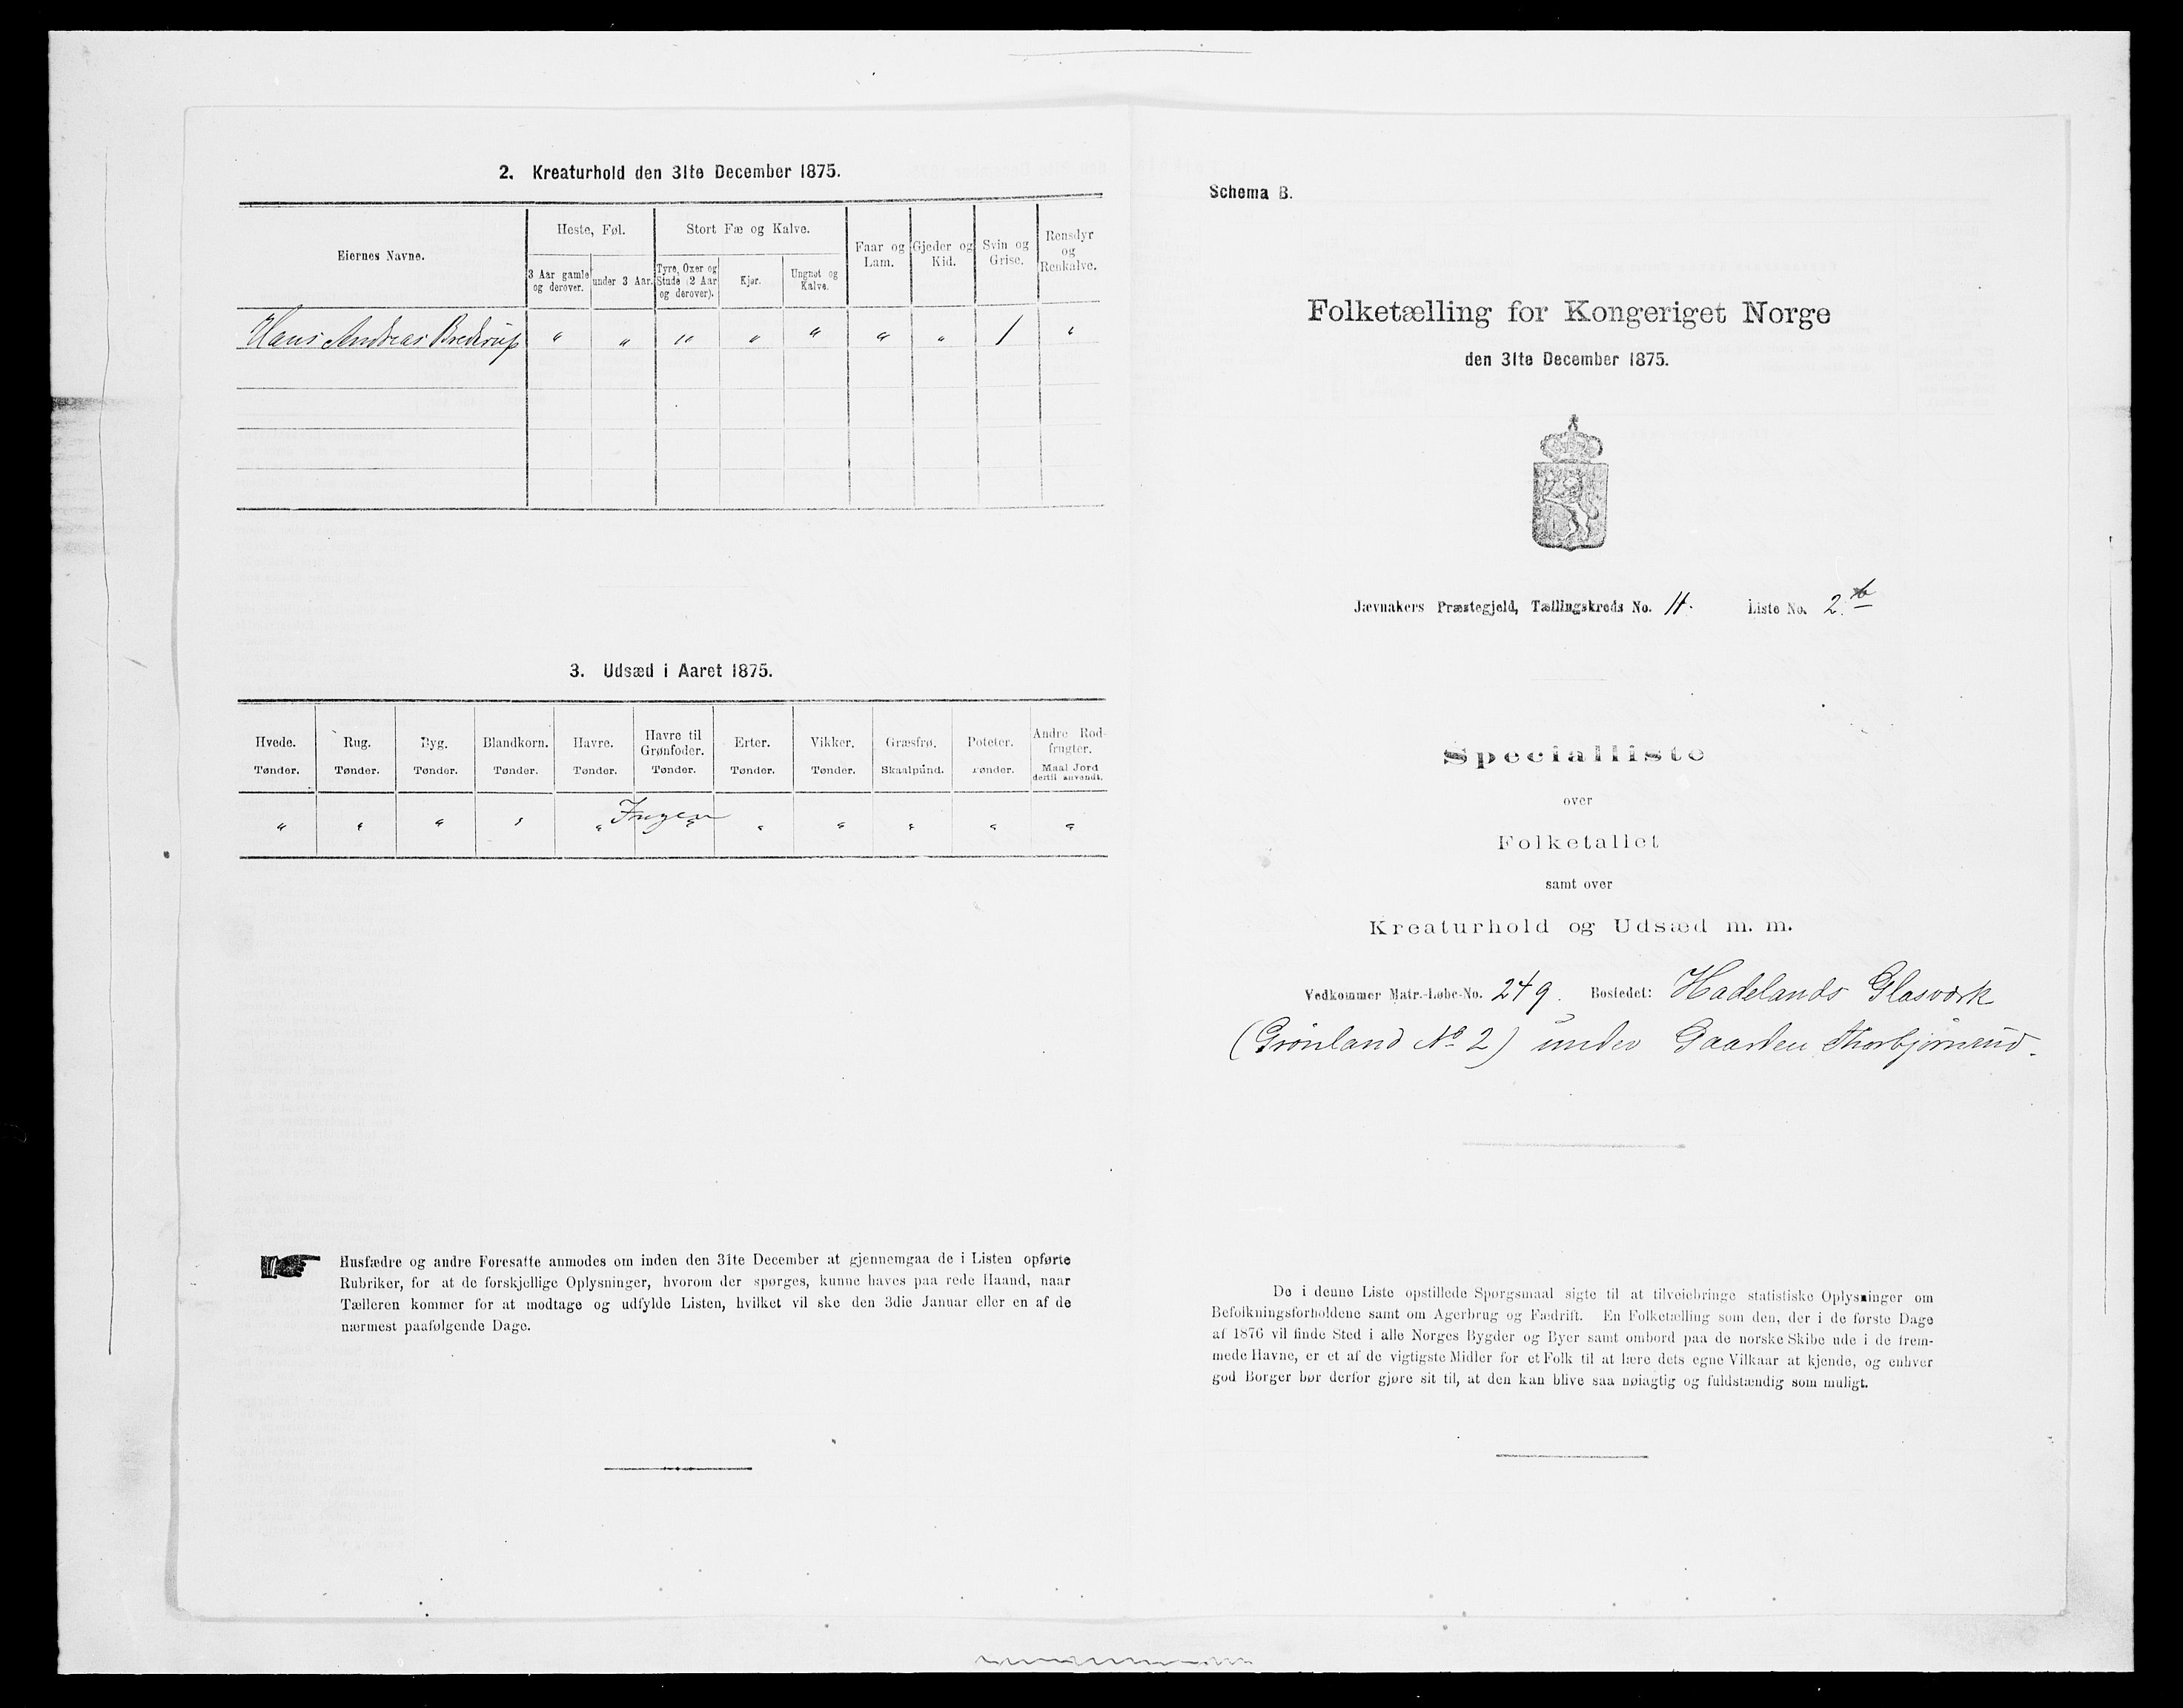 2. Kreaturhold den 31te December 1875.
Eiernes Navne.
Heste, Føl.
3 Aar gamle og derover.
under 3 Aar.
Stort Fæ og Kalve.
Tyre, Oxer og Stude (2 Aar og derover).
Kjør.
Ungnøt og Kalve.
Faar og Lam.
Gjeder og Kid.
Svin og Grise.
Rensdyr og Renkalve.
Hans Andreas Brederup " " " " " " " 1 "
3. Udsæd i Aaret 1875.
Hvede. Rug. Byg. Blandkorn. Havre. Havre til Grønfoder. Erter. Vikker. Græsfrø. Poteter. Andre Rodfrugter.
Tønder. Tønder. Tønder. Tønder. Tønder. Tønder. Tønder. Tønder. Skaalpund. Tønder. Maal Jord dertil anvendt.
" " " " " Ingen " " " " " "
Husfædre og andre Foresatte anmodes om inden den 31te December at gjennemgaa de i Listen opførte
Rubriker, for at de forskjellige Oplysninger, hvorom der spørges, kunne haves paa rede Haand, naar
Tælleren kommer for at modtage og udfylde Listen, hvilket vil ske den 3die Januar eller en af de
nærmest paafølgende Dage.
Schema B.
Folketælling for Kongeriget Norge
den 31te December 1875.
Jævnakers Præstegjeld, Tællingskreds No. 4. Liste No. 2.b
Specialliste
over
Folketallet
samt over
Kreaturhold og Udsæd m. m.
Vedkommer Matr.-Løbe-No. 249. Bostedet: Hadelands Glasværk
(Grönland No 2) under Gaarden Thorbjörnsrud.
De i denne Liste opstillede Spørgsmaal sigte til at tilveiebringe statistiske Oplysninger om
Befolkningsforholdene samt om Agerbrug og Fædrift. En Folketælling som den, der i de første Dage
af 1876 vil finde Sted i alle Norges Bygder og Byer samt ombord paa de norske Skibe ude i de frem-
mede Havne, er et af de vigtigste Midler for et Folk til at lære dets egne Vilkaar at kjende, og enhver
god Borger bør derfor gjøre sit til, at den kan blive saa nøiagtig og fuldstændig som muligt.